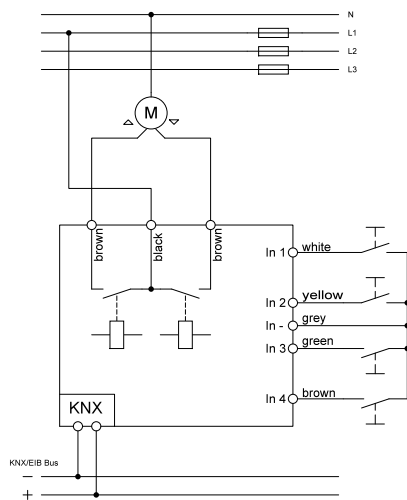 N
L1
L2
L3
M
brown
black
brown
In 1
white
In 2
yellow
In -
grey
In 3
green
In 4
brown
KNX
KNX/EIB Bus
−
+